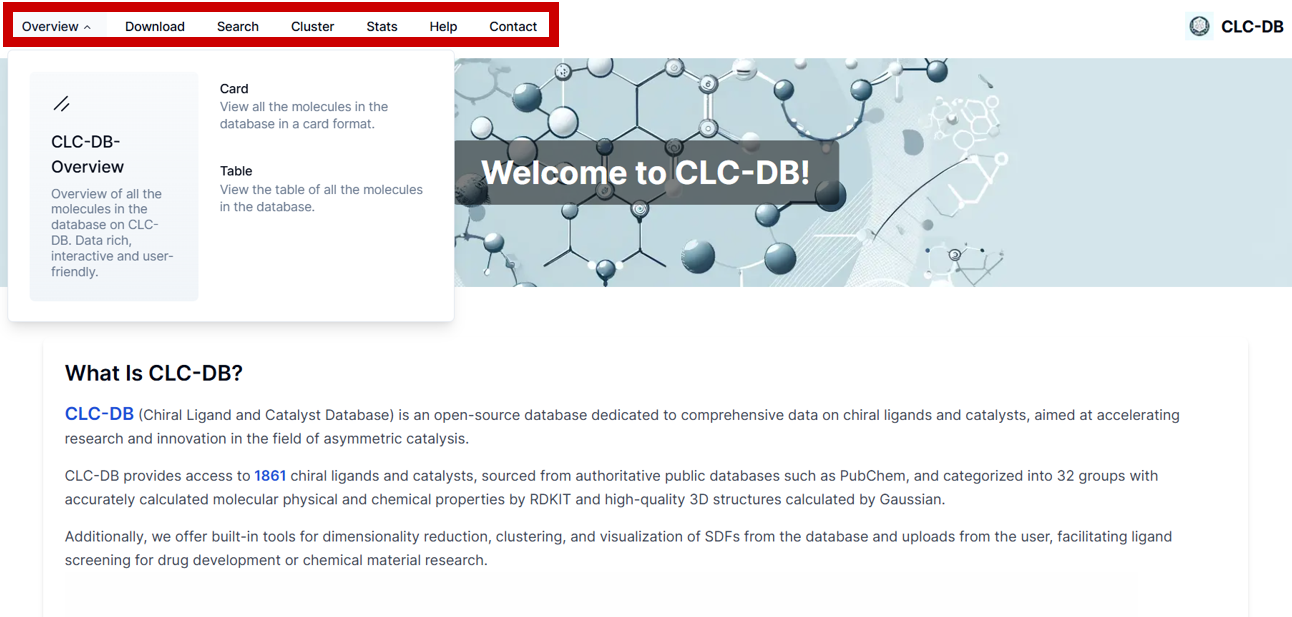 Overview Download Search Cluster Stats Help Contact
CLC-DB
CLC-DB-
Overview
Overview of all the
molecules in the
database on CLC-
DB. Data rich,
interactive and user-
friendly.
Card
View all the molecules in the
database in a card format.
Table
View the table of all the molecules
in the database.
Welcome to CLC-DB!
What Is CLC-DB?
CLC-DB (Chiral Ligand and Catalyst Database) is an open-source database dedicated to comprehensive data on chiral ligands and catalysts, aimed at accelerating
research and innovation in the field of asymmetric catalysis.
CLC-DB provides access to 1861 chiral ligands and catalysts, sourced from authoritative public databases such as PubChem, and categorized into 32 groups with
accurately calculated molecular physical and chemical properties by RDKIT and high-quality 3D structures calculated by Gaussian.
Additionally, we offer built-in tools for dimensionality reduction, clustering, and visualization of SDFs from the database and uploads from the user, facilitating ligand
screening for drug development or chemical material research.